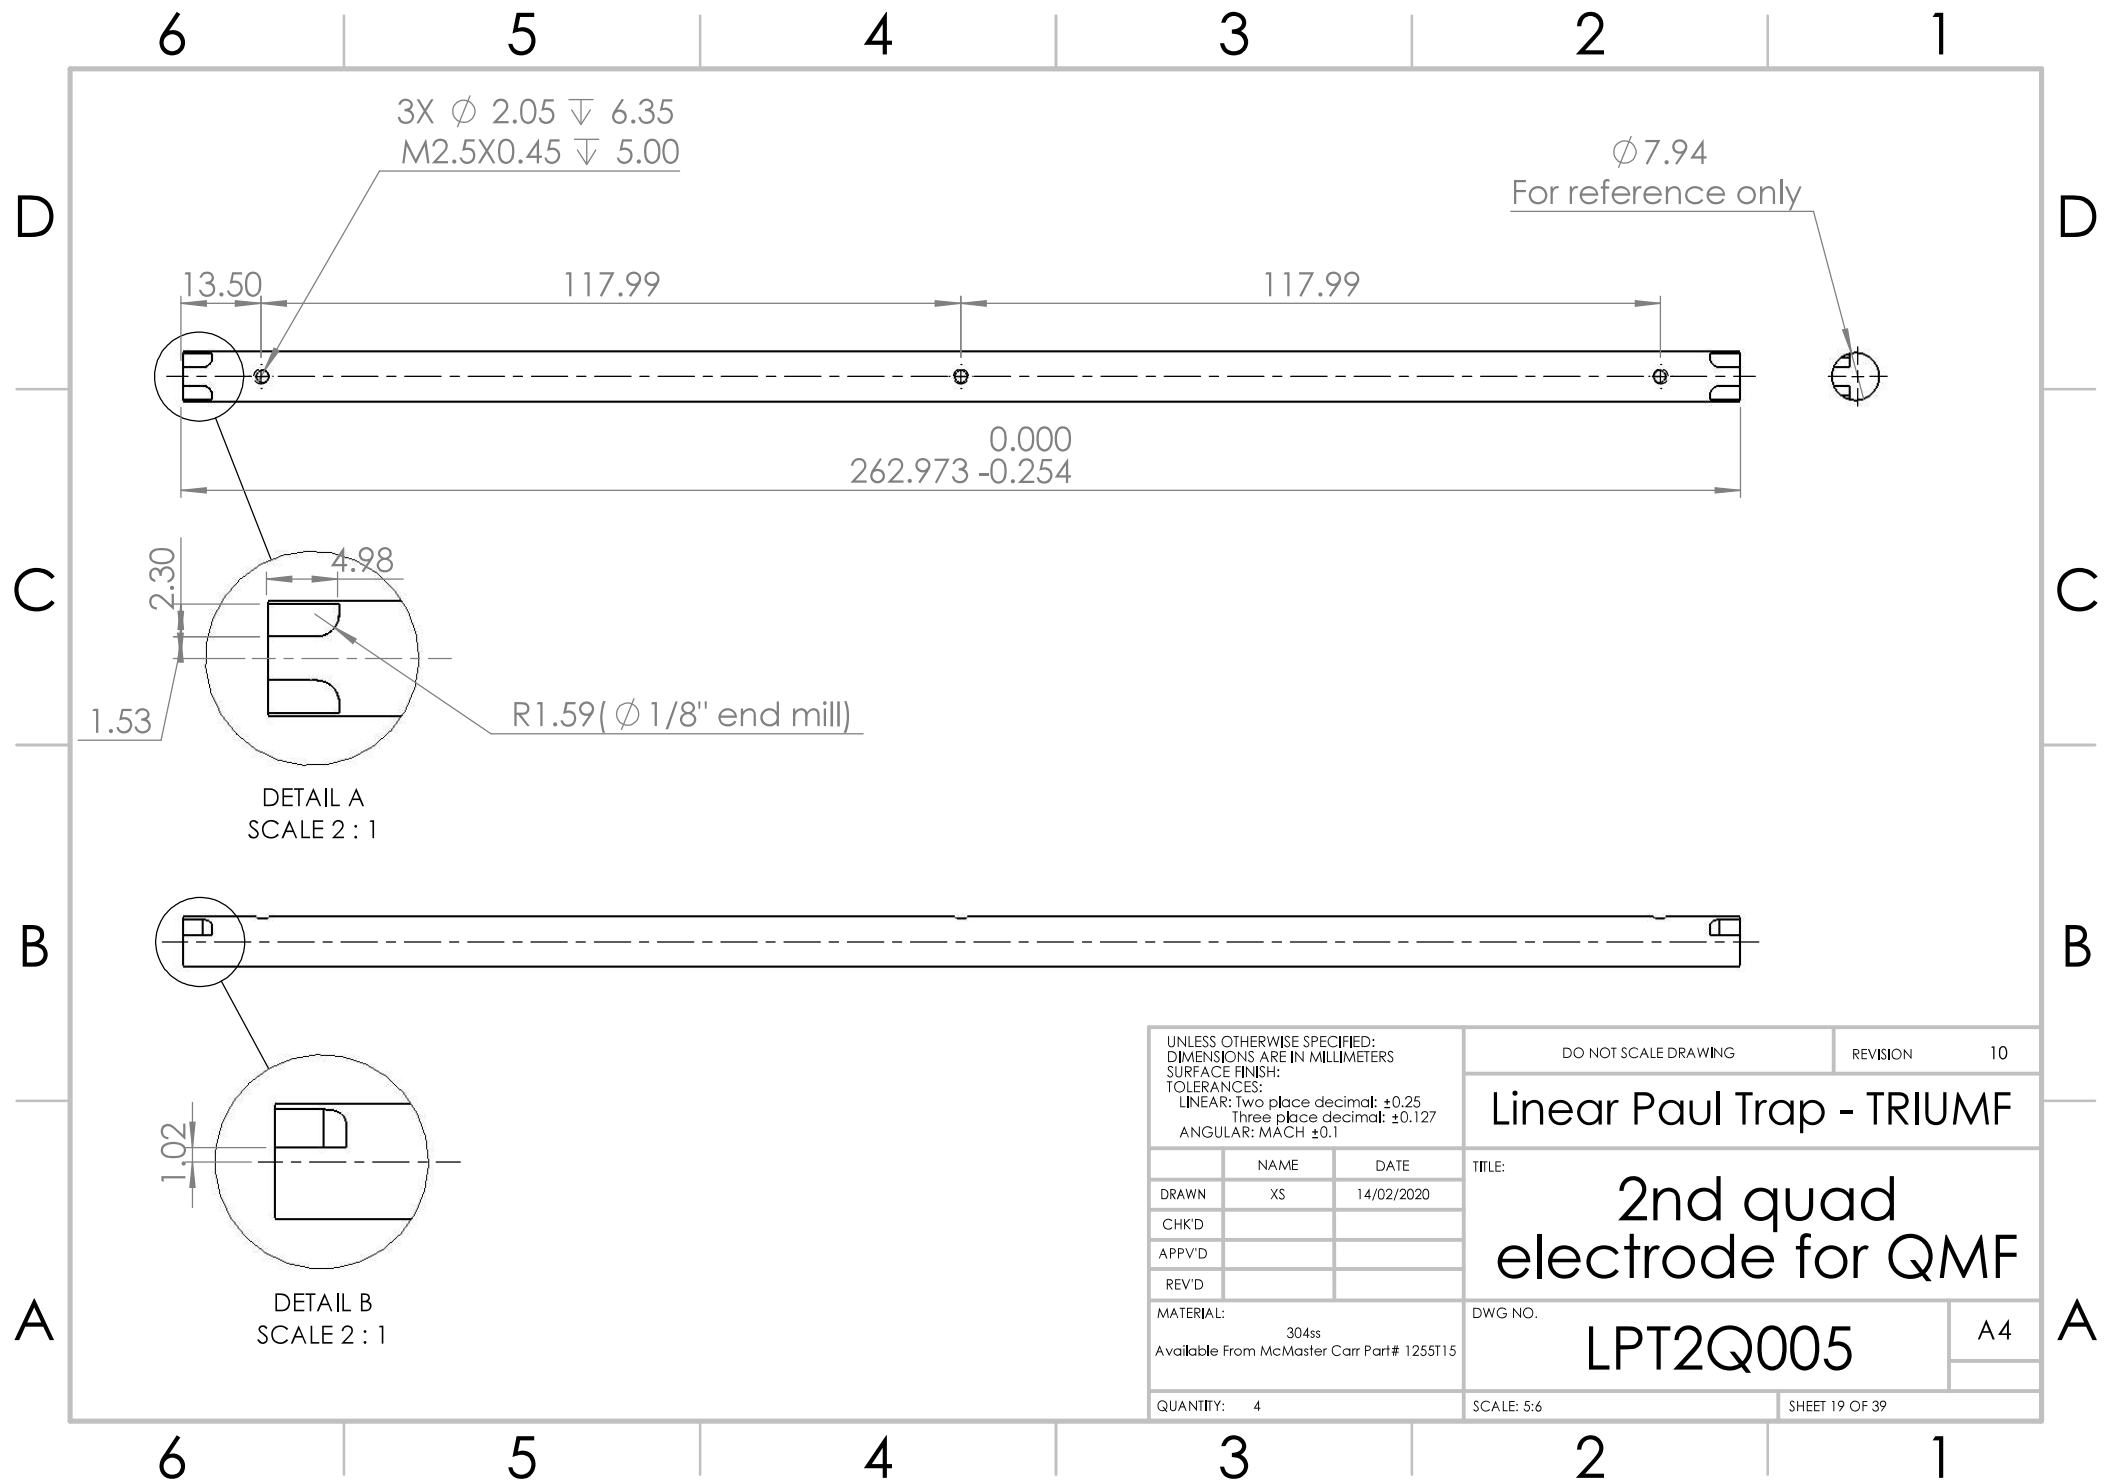 6 5 4 3 2 1
3X ∅ 2.05 ↧ 6.35
M2.5X0.45 ↧ 5.00
∅7.94
For reference only
D D
13.50 117.99 117.99
0.000
262.973 -0.254
C C
2.30
4.98
1.53
R1.59(∅1/8" end mill)
DETAIL A
SCALE 2 : 1
B B
1.02
DETAIL B
SCALE 2 : 1
A A
UNLESS OTHERWISE SPECIFIED:
DIMENSIONS ARE IN MILLIMETERS
SURFACE FINISH:
TOLERANCES:
LINEAR: Two place decimal: ±0.25
Three place decimal: ±0.127
ANGULAR: MACH ±0.1
DO NOT SCALE DRAWING
REVISION 10
Linear Paul Trap - TRIUMF
NAME DATE
DRAWN XS 14/02/2020
CHK'D
APPV'D
REV'D
TITLE:
2nd quad
electrode for QMF
MATERIAL:
304ss
Available From McMaster Carr Part# 1255T15
DWG NO.
LPT2Q005
A4
QUANTITY: 4
SCALE: 5:6
SHEET 19 OF 39
6 5 4 3 2 1